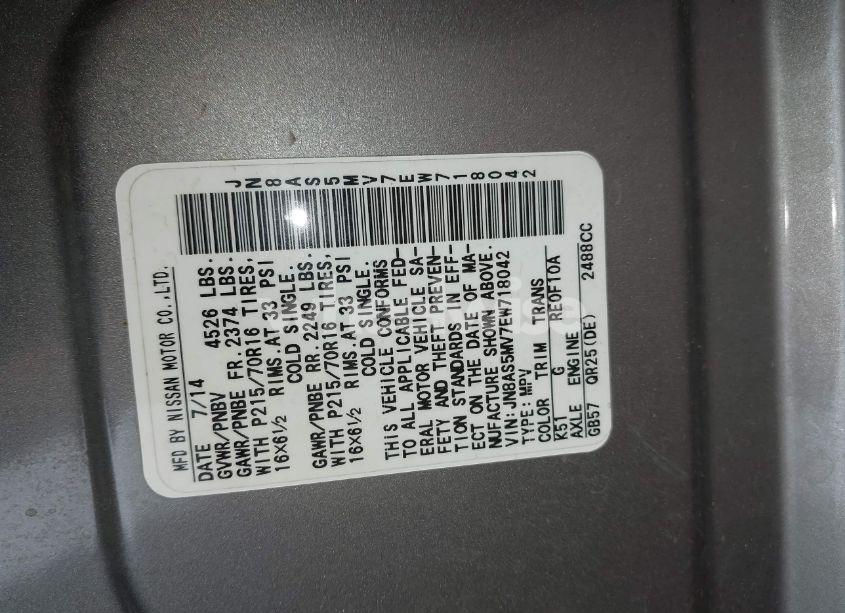 JN8AS5MV7EW718042
MFD BY NISSAN MOTOR CO.,LTD.
DATE 7/14
GVWR/PNBV 4526 LBS.
GAWR/PNBE FR. 2374 LBS.
WITH P215/70R16 TIRES,
16X6½ RIMS.AT 33 PSI
COLD SINGLE.
GAWR/PNBE RR. 2249 LBS.
WITH P215/70R16 TIRES,
16X6½ RIMS.AT 33 PSI
COLD SINGLE.
THIS VEHICLE CONFORMS
TO ALL APPLICABLE FED-
ERAL MOTOR VEHICLE SA-
FETY AND THEFT PREVEN-
TION STANDARDS IN EFF-
ECT ON THE DATE OF MA-
NUFACTURE SHOWN ABOVE.
VIN:JN8AS5MV7EW718042
TYPE:MPV
COLOR TRIM TRANS
K51 G RE0F10A
AXLE ENGINE
GB57 QR25(DE) 2488CC